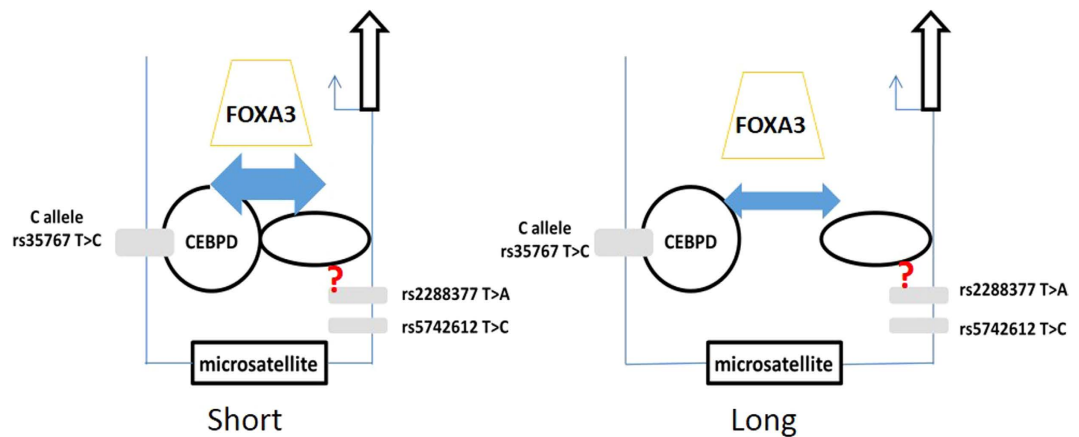 FOXA3
C allele
rs35767 T>C
CEBPD
?
rs2288377 T>A
rs5742612 T>C
microsatellite
Short
FOXA3
C allele
rs35767 T>C
CEBPD
?
rs2288377 T>A
rs5742612 T>C
microsatellite
Long